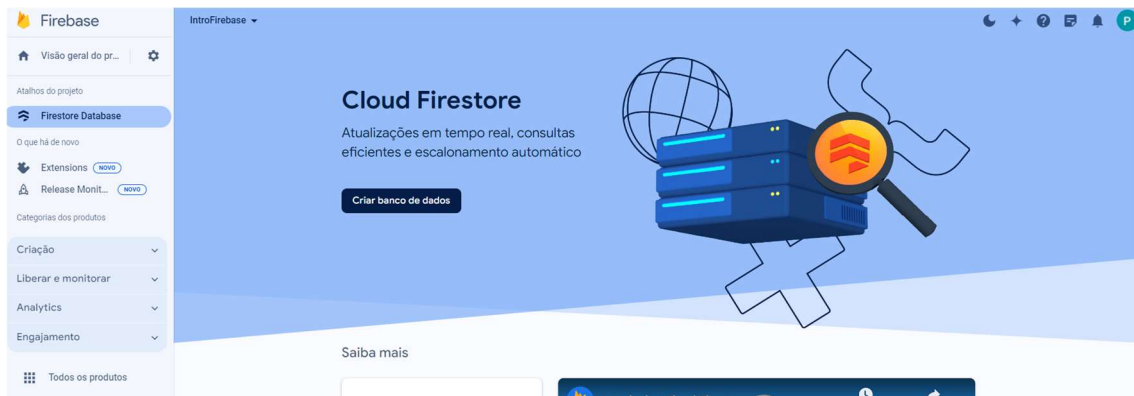 Firebase
IntroFirebase
P
Visão geral do pr...
Atalhos do projeto
Firestore Database
O que há de novo
Extensions NOVO
Release Monit... NOVO
Categorias dos produtos
Criação
Liberar e monitorar
Analytics
Engajamento
Todos os produtos
Cloud Firestore
Atualizações em tempo real, consultas
eficientes e escalonamento automático
Criar banco de dados
Saiba mais